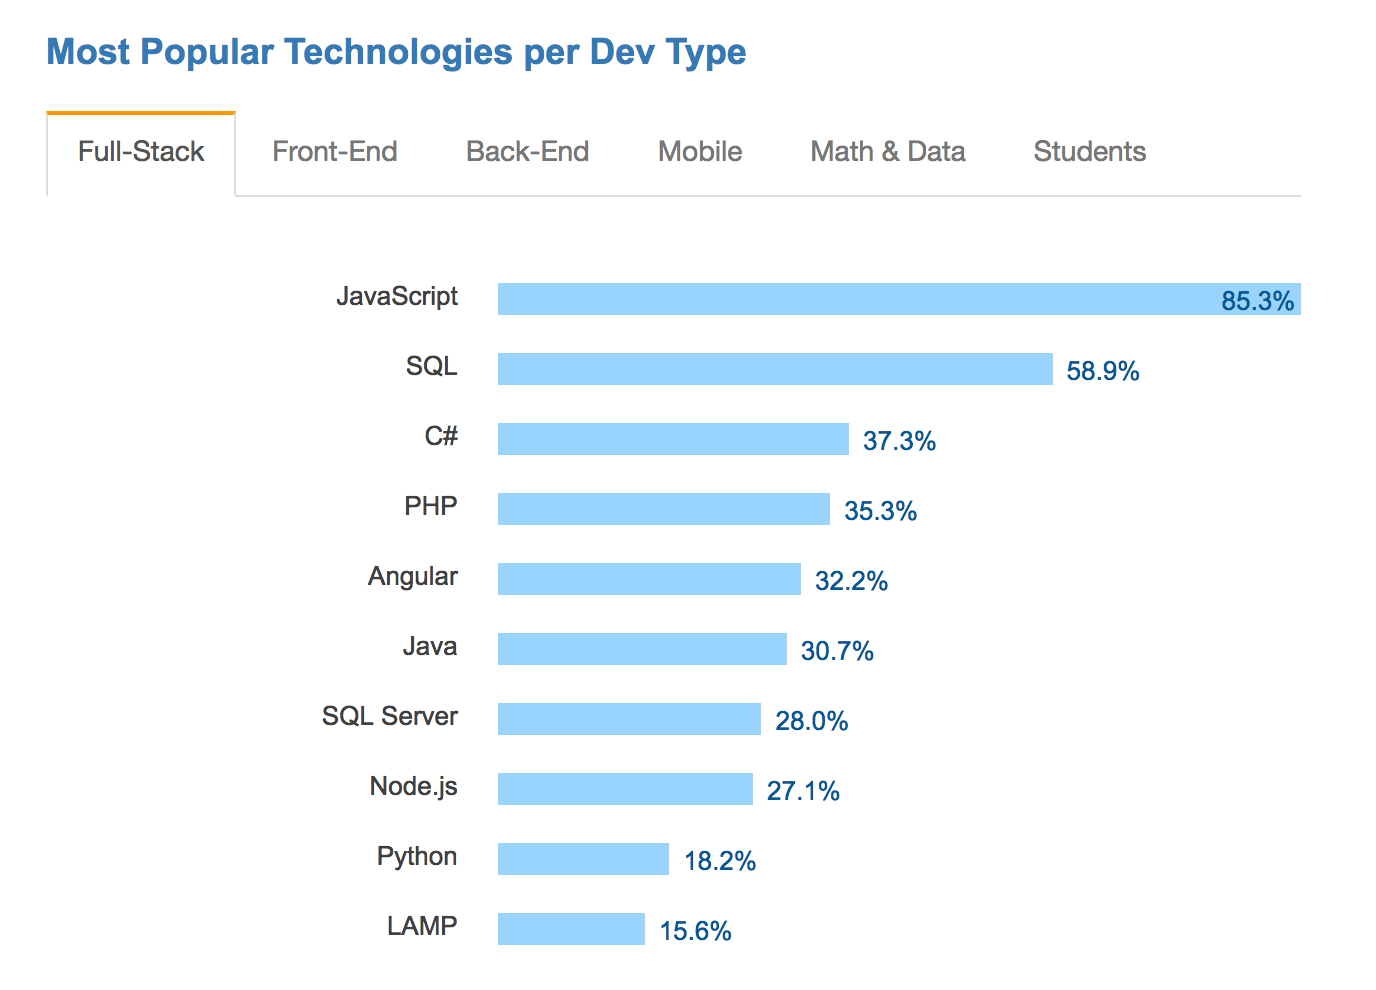 Most Popular Technologies per Dev Type
Full-Stack Front-End Back-End Mobile Math & Data Students
JavaScript 85.3%
SQL 58.9%
C# 37.3%
PHP 35.3%
Angular 32.2%
Java 30.7%
SQL Server 28.0%
Node.js 27.1%
Python 18.2%
LAMP 15.6%